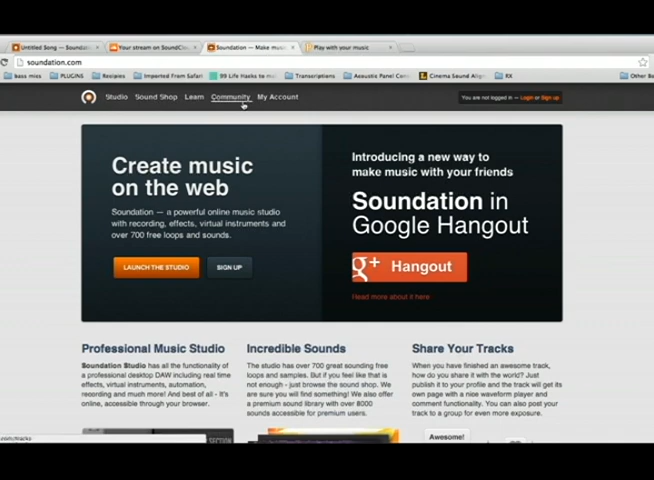 Untitled Song — Soundation
Your stream on SoundClo
Soundation — Make music
Play with your music
soundation.com
bass mics
PLUGINS
Recipies
Imported From Safari
99 Life Hacks to ma
Transcriptions
Acoustic Panel Cen
Cinema Sound Align
RX
Other Bo
Studio
Sound Shop
Learn
Community
My Account
You are not logged in — Login or Sign up
Create music
on the web
Soundation — a powerful online music studio
with recording, effects, virtual instruments and
over 700 free loops and sounds.
LAUNCH THE STUDIO
SIGN UP
Introducing a new way to
make music with your friends
Soundation in
Google Hangout
g+ Hangout
Read more about it here
Professional Music Studio
Soundation Studio has all the functionality of
a professional desktop DAW including real time
effects, virtual instruments, automation,
recording and much more! And best of all - It's
online, accessible through your browser.
Incredible Sounds
The studio has over 700 great sounding free
loops and samples. But if you feel like that is
not enough - just browse the sound shop. We
are sure you will find something! We also offer
a premium sound library with over 8000
sounds accessible for premium users.
Share Your Tracks
When you have finished an awesome track,
how do you share it with the world? Just
publish it to your profile and the track will get
its own page with a nice waveform player and
comment functionality. You can also post your
track to a group for even more exposure.
SECTION
Awesome!